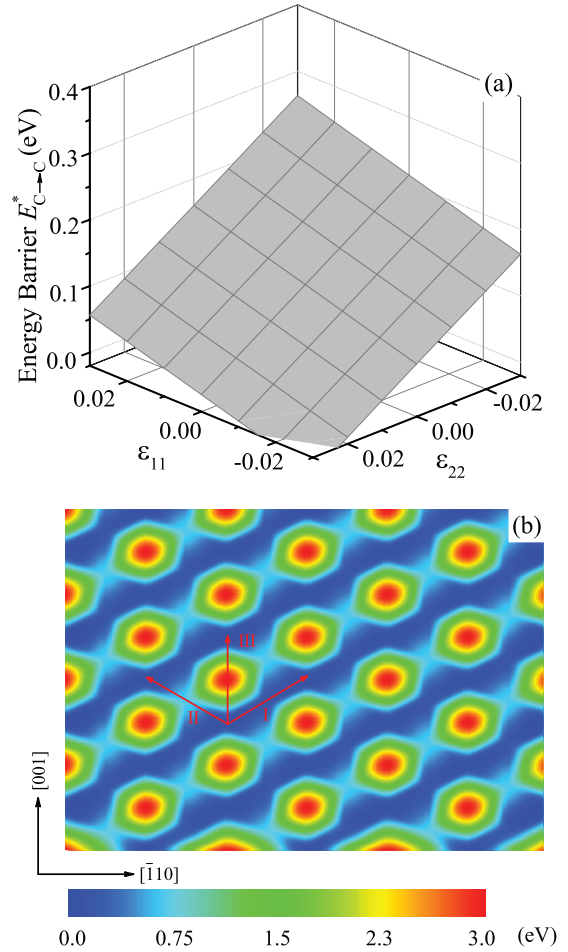 (a)
Energy Barrier E*C→C (eV)
0.4
0.3
0.2
0.1
0.0
0.02
0.00
-0.02
ε11
0.02
0.00
-0.02
ε22
(b)
III
II
I
[001]
[1̄10]
0.0 0.75 1.5 2.3 3.0 (eV)